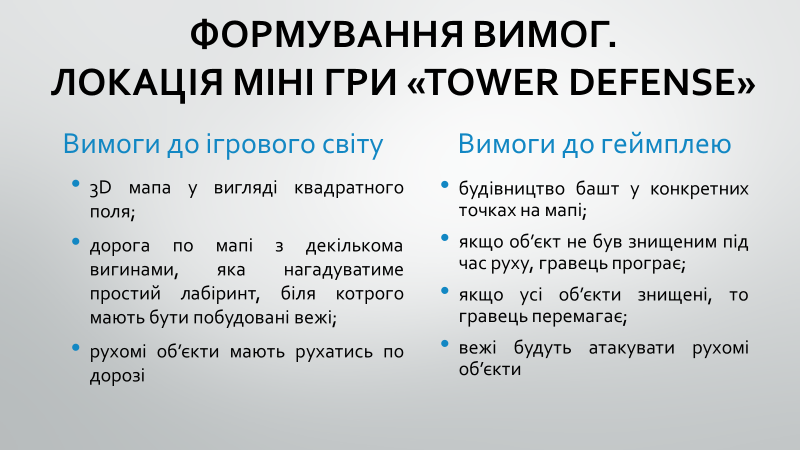 ФОРМУВАННЯ ВИМОГ.
ЛОКАЦІЯ МІНІ ГРИ «TOWER DEFENSE»
Вимоги до ігрового світу
• 3D мапа у вигляді квадратного
поля;
• дорога по мапі з декількома
вигинами, яка нагадуватиме
простий лабіринт, біля котрого
мають бути побудовані вежі;
• рухомі об’єкти мають рухатись по
дорозі
Вимоги до геймплею
• будівництво башт у конкретних
точках на мапі;
• якщо об’єкт не був знищеним під
час руху, гравець програє;
• якщо усі об’єкти знищені, то
гравець перемагає;
• вежі будуть атакувати рухомі
об’єкти